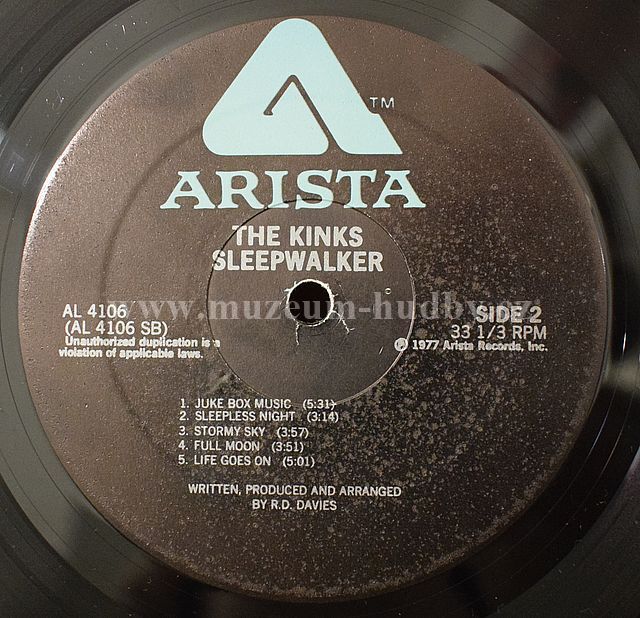 TM
ARISTA
THE KINKS
SLEEPWALKER
www.muzeum-hudby.cz
AL 4106
(AL 4106 SB)
Unauthorized duplication is a
violation of applicable laws.
SIDE 2
33 1/3 RPM
℗ 1977 Arista Records, Inc.
1. JUKE BOX MUSIC (5:31)
2. SLEEPLESS NIGHT (3:14)
3. STORMY SKY (3:57)
4. FULL MOON (3:51)
5. LIFE GOES ON (5:01)
WRITTEN, PRODUCED AND ARRANGED
BY R.D. DAVIES